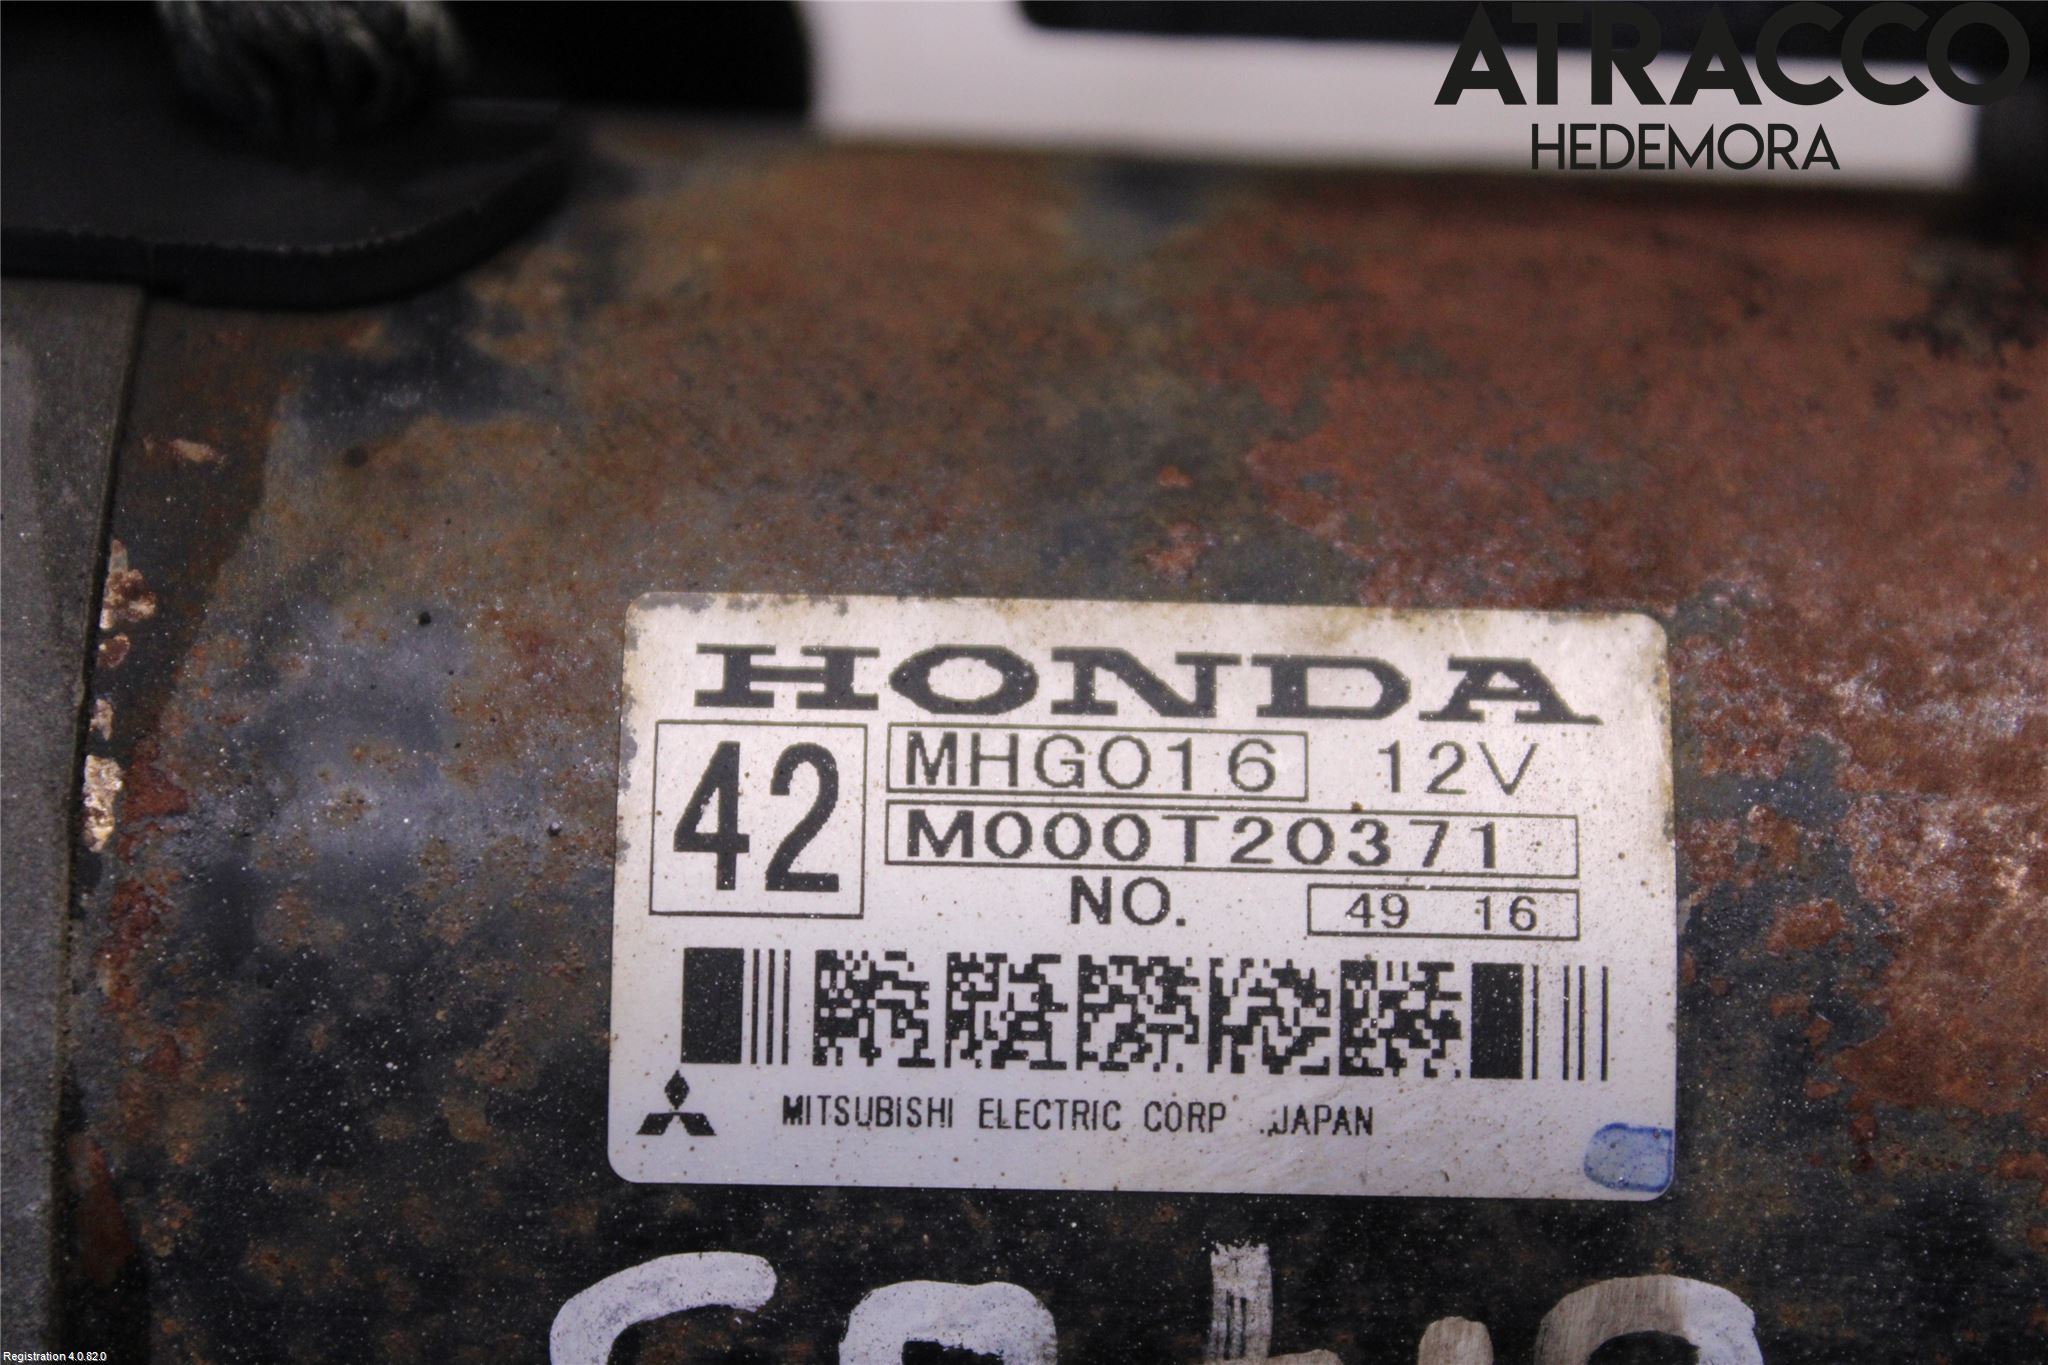 ATRACCO
HEDEMORA
HONDA
42
MHG016 12V
M000T20371
NO. 49 16
MITSUBISHI ELECTRIC CORP. JAPAN
Registration 4.0.82.0